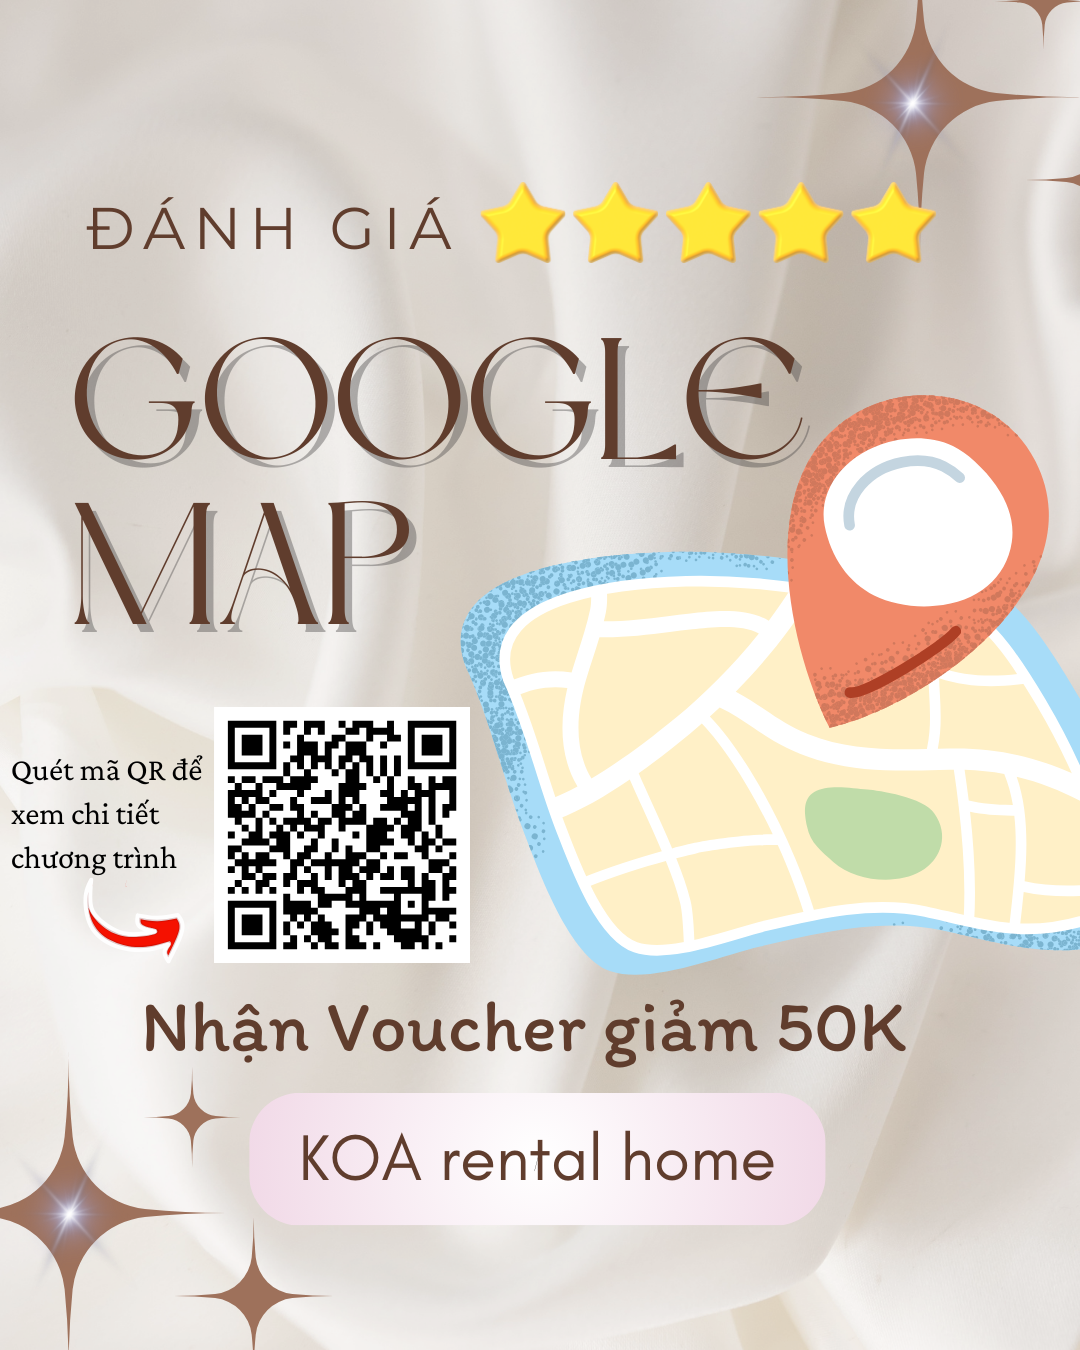 ĐÁNH GIÁ ⭐⭐⭐⭐⭐
GOOGLE
MAP
Quét mã QR để
xem chi tiết
chương trình
Nhận Voucher giảm 50K
KOA rental home